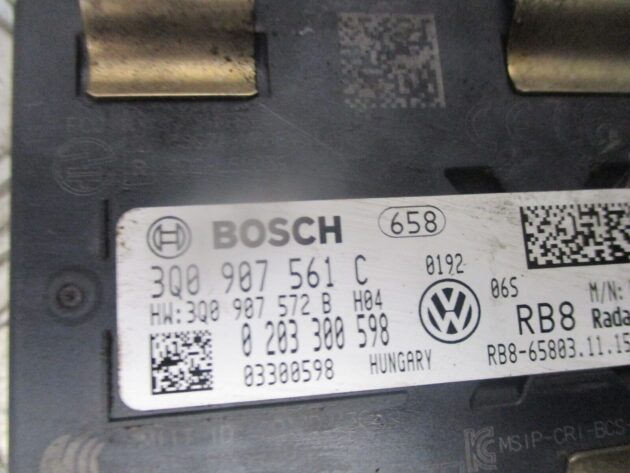 BOSCH 658
3Q0 907 561 C 0192
HW:3Q0 907 572 B H04 06S M/N:
0 203 300 598 RB8 Rada
03300598 HUNGARY RB8-65803.11.15
MSIP-CRI-BCS-